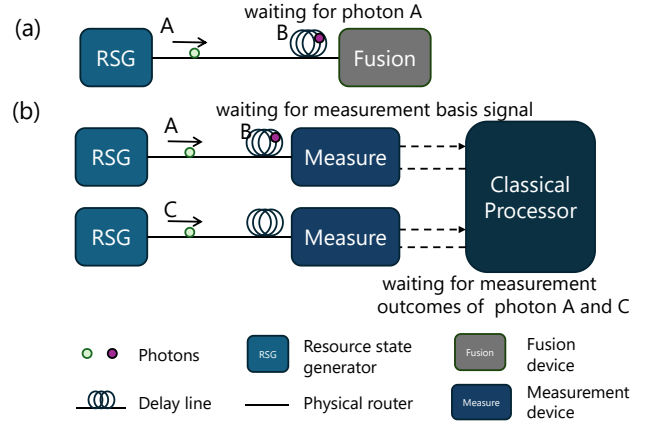 (a)
waiting for photon A
A
B
RSG
Fusion
(b)
waiting for measurement basis signal
A
B
RSG
Measure
Classical
Processor
C
RSG
Measure
waiting for measurement
outcomes of photon A and C
Photons
RSG
Resource state
generator
Fusion
Fusion
device
Delay line
Physical router
Measure
Measurement
device